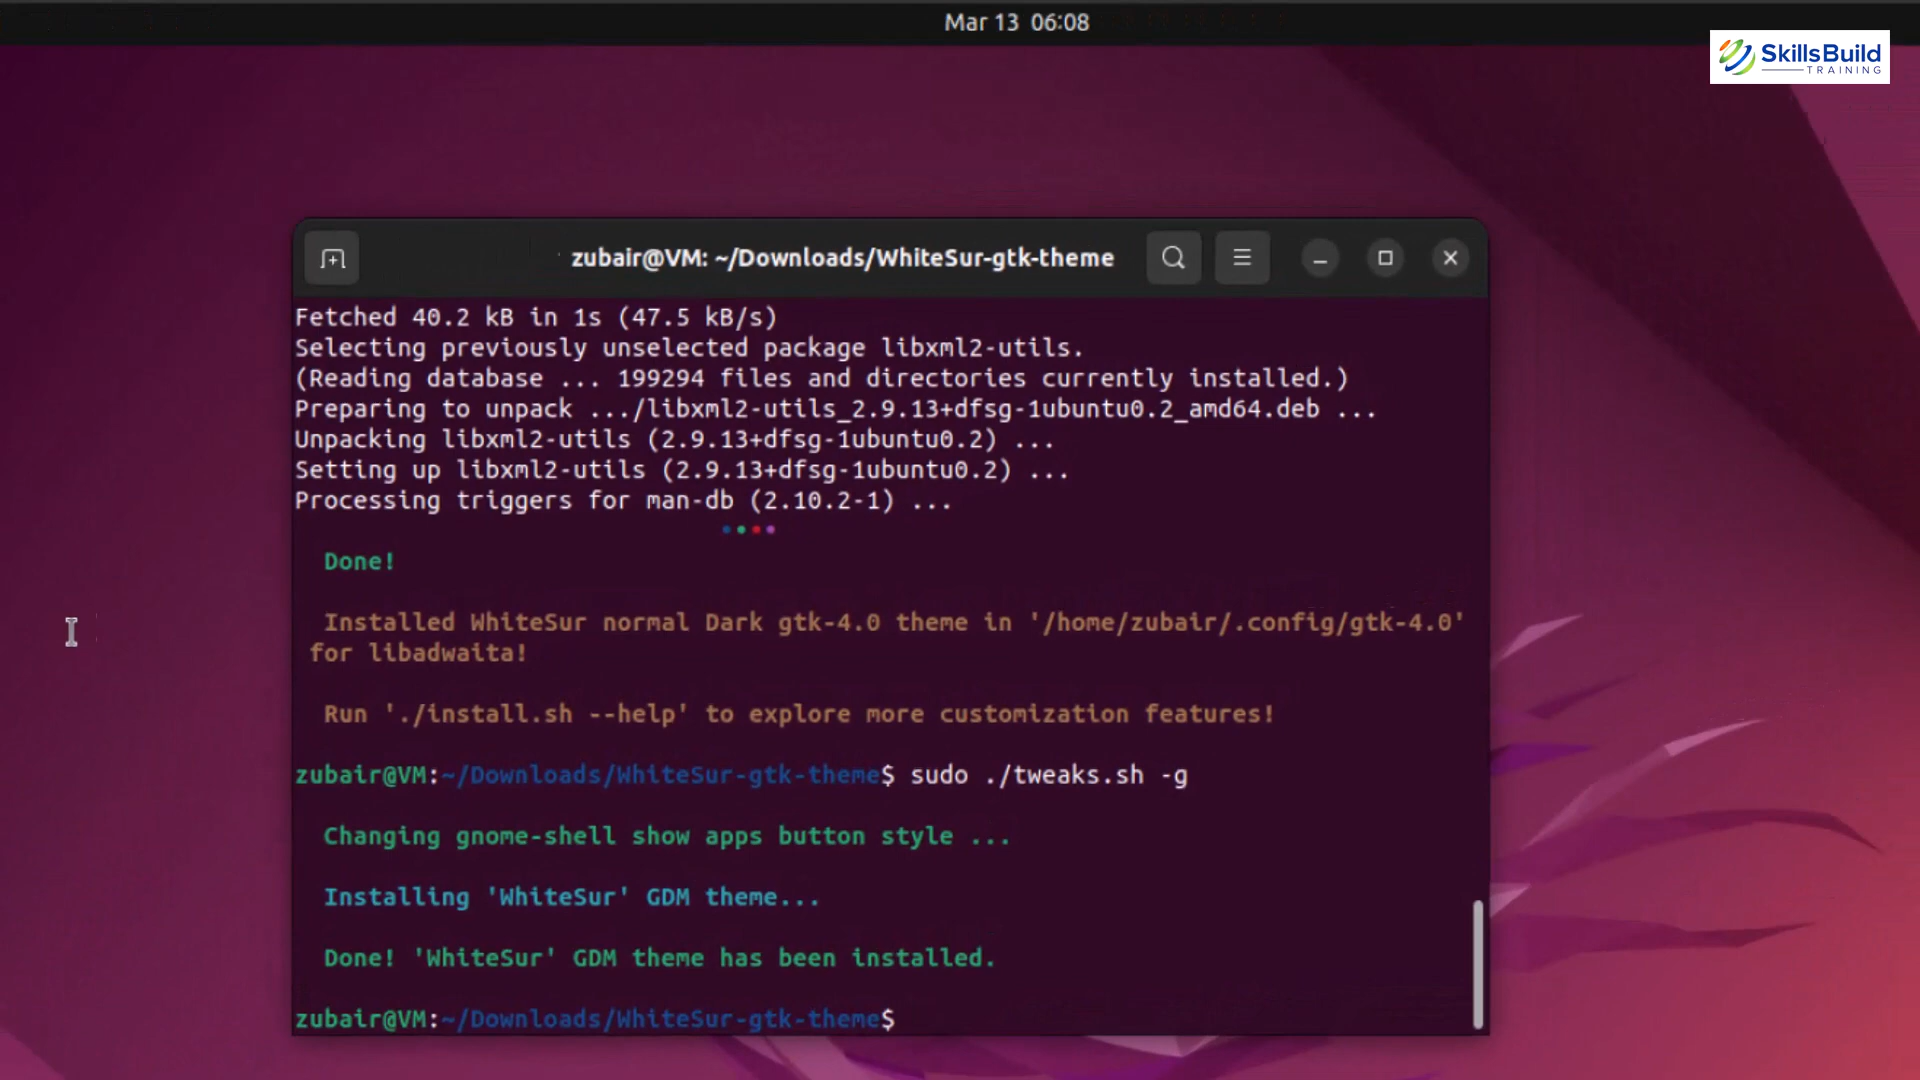 Mar 13 06:08
SkillsBuild
TRAINING
zubair@VM: ~/Downloads/WhiteSur-gtk-theme
Fetched 40.2 kB in 1s (47.5 kB/s)
Selecting previously unselected package libxml2-utils.
(Reading database ... 199294 files and directories currently installed.)
Preparing to unpack .../libxml2-utils_2.9.13+dfsg-1ubuntu0.2_amd64.deb ...
Unpacking libxml2-utils (2.9.13+dfsg-1ubuntu0.2) ...
Setting up libxml2-utils (2.9.13+dfsg-1ubuntu0.2) ...
Processing triggers for man-db (2.10.2-1) ...
Done!
Installed WhiteSur normal Dark gtk-4.0 theme in '/home/zubair/.config/gtk-4.0'
for libadwaita!
Run './install.sh --help' to explore more customization features!
zubair@VM:~/Downloads/WhiteSur-gtk-theme$ sudo ./tweaks.sh -g
Changing gnome-shell show apps button style ...
Installing 'WhiteSur' GDM theme...
Done! 'WhiteSur' GDM theme has been installed.
zubair@VM:~/Downloads/WhiteSur-gtk-theme$